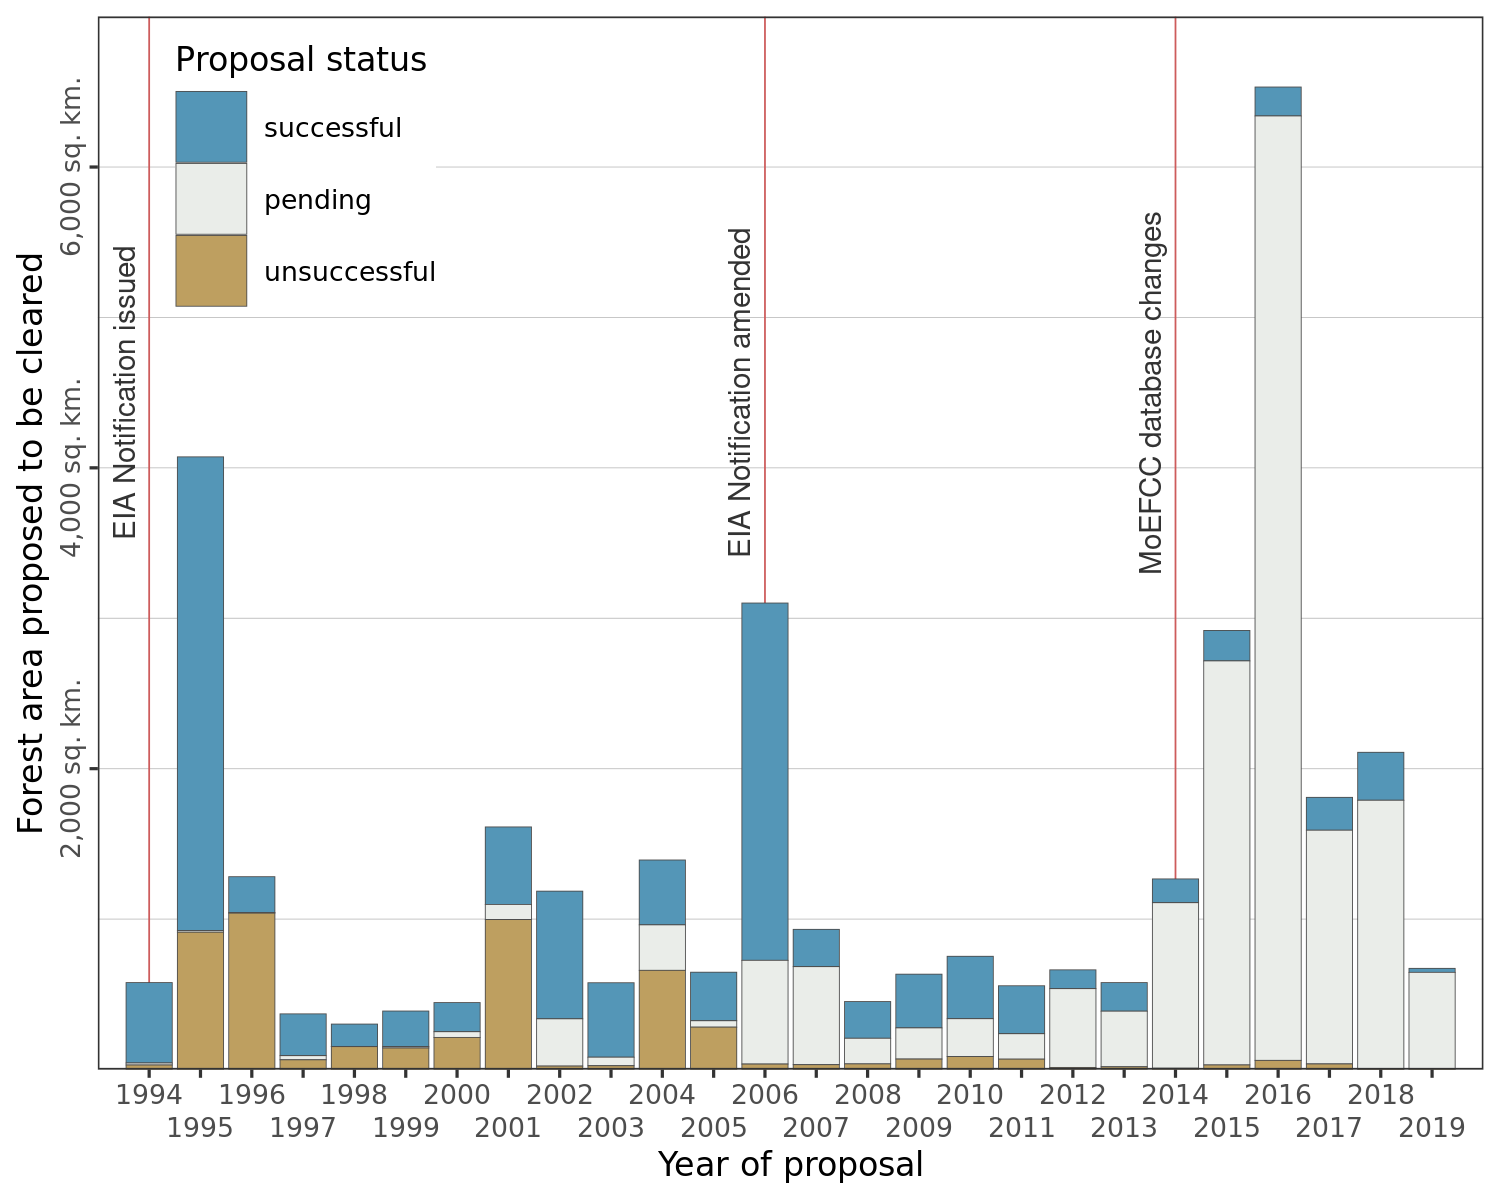 Proposal status
successful
pending
unsuccessful
Forest area proposed to be cleared
6,000 sq. km.
4,000 sq. km.
2,000 sq. km.
EIA Notification issued
EIA Notification amended
MoEFCC database changes
1994 1996 1998 2000 2002 2004 2006 2008 2010 2012 2014 2016 2018
1995 1997 1999 2001 2003 2005 2007 2009 2011 2013 2015 2017 2019
Year of proposal